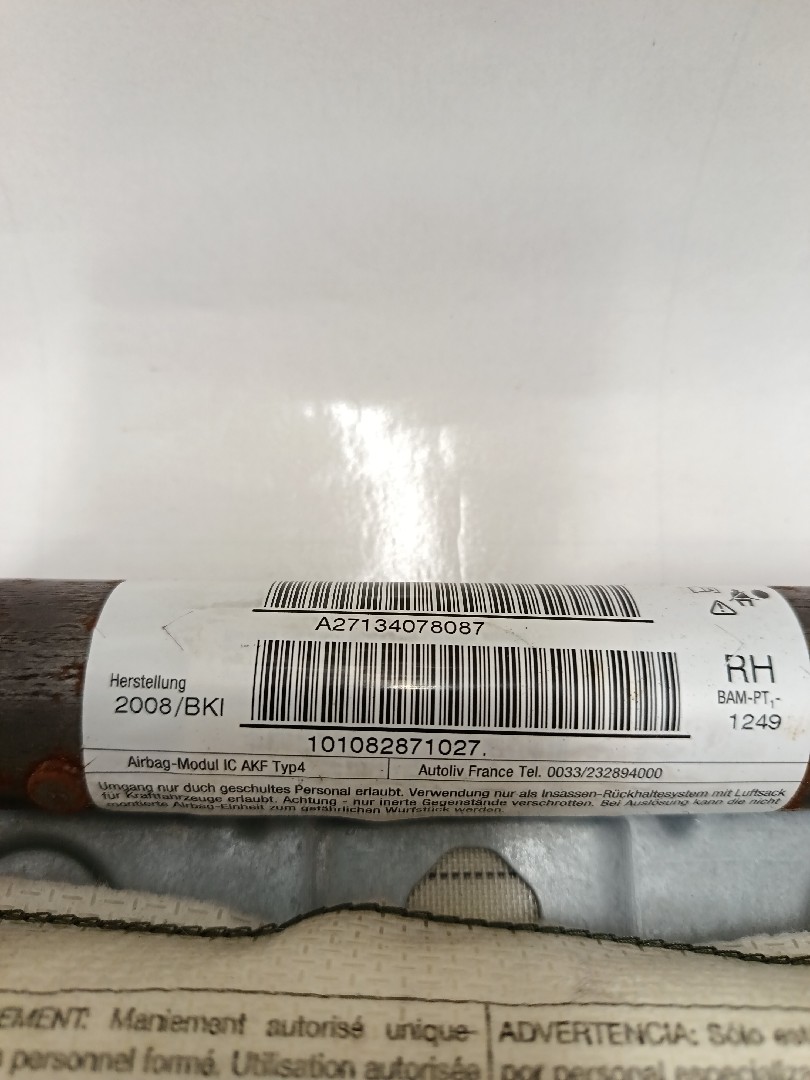 A27134078087
Herstellung
2008/BKI
RH
BAM-PT₁-
1249
101082871027.
Airbag-Modul IC AKF Typ4
Autoliv France Tel. 0033/232894000
Umgang nur duch geschultes Personal erlaubt. Verwendung nur als Insassen-Rückhaltesystem mit Luftsack
für Kraftfahrzeuge erlaubt. Achtung - nur inerte Gegenstände verschrotten. Bei Auslösung kann die nicht
montierte Airbag-Einheit zum gefährlichen Wurfstück werden.
EMENT: Maniement autorisé unique-
personnel formé. Utilisation autorisée
ADVERTENCIA: Sólo
por personal